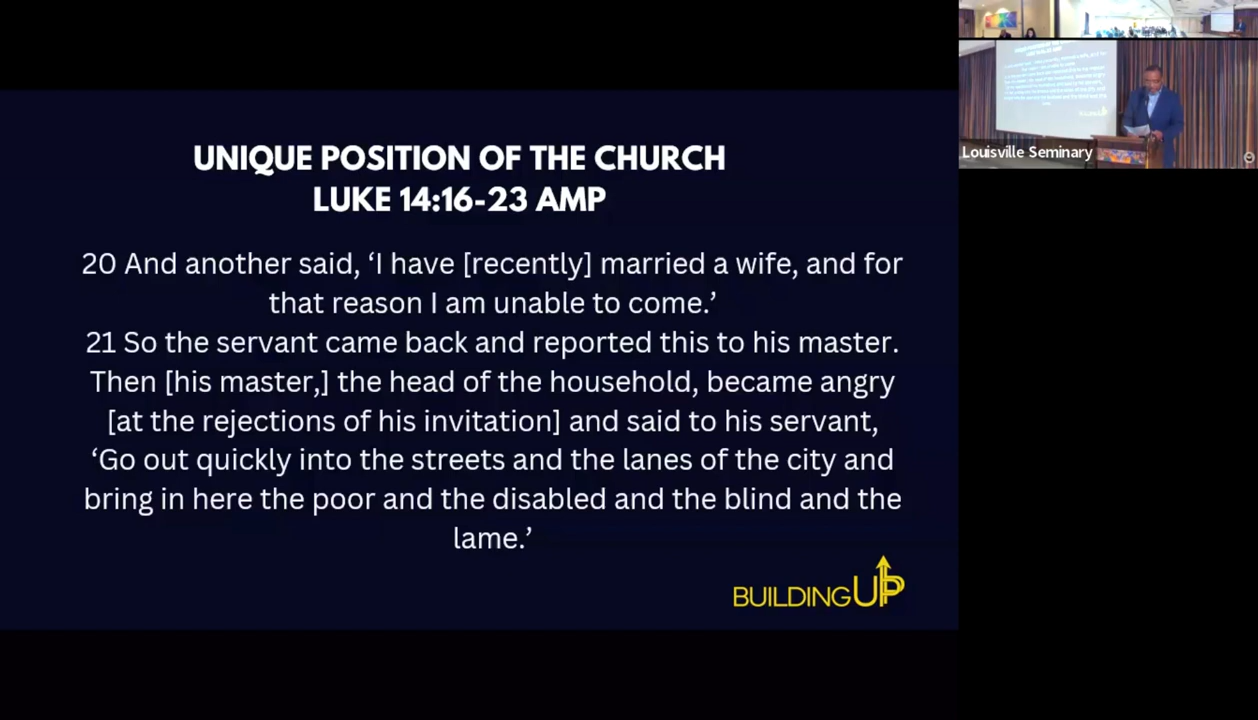 UNIQUE POSITION OF THE CHURCH
LUKE 14:16-23 AMP
20 And another said, ‘I have [recently] married a wife, and for
that reason I am unable to come.’
21 So the servant came back and reported this to his master.
Then [his master,] the head of the household, became angry
[at the rejections of his invitation] and said to his servant,
‘Go out quickly into the streets and the lanes of the city and
bring in here the poor and the disabled and the blind and the
lame.’
BUILDING UP
Louisville Seminary